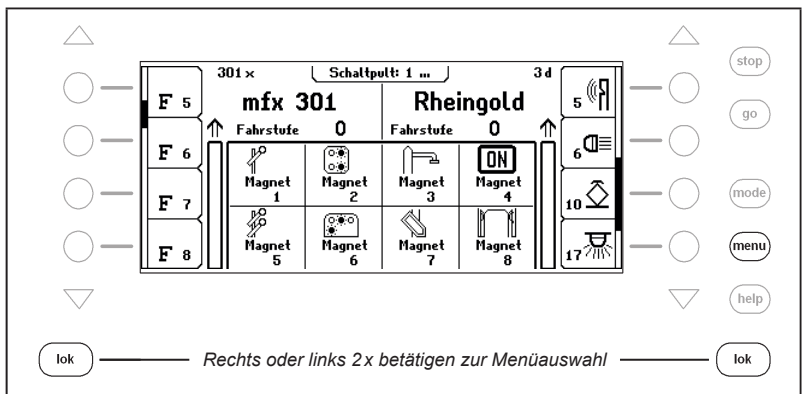 stop
301 x Schaltpult: 1 ... 3 d
F 5 mfx 301 Rheingold 5
go
Fahrstufe 0 Fahrstufe 0
F 6 ON 6
Magnet 1 Magnet 2 Magnet 3 Magnet 4
F 7 10
mode
F 8 17
menu
Magnet 5 Magnet 6 Magnet 7 Magnet 8
help
lok Rechts oder links 2 x betätigen zur Menüauswahl lok